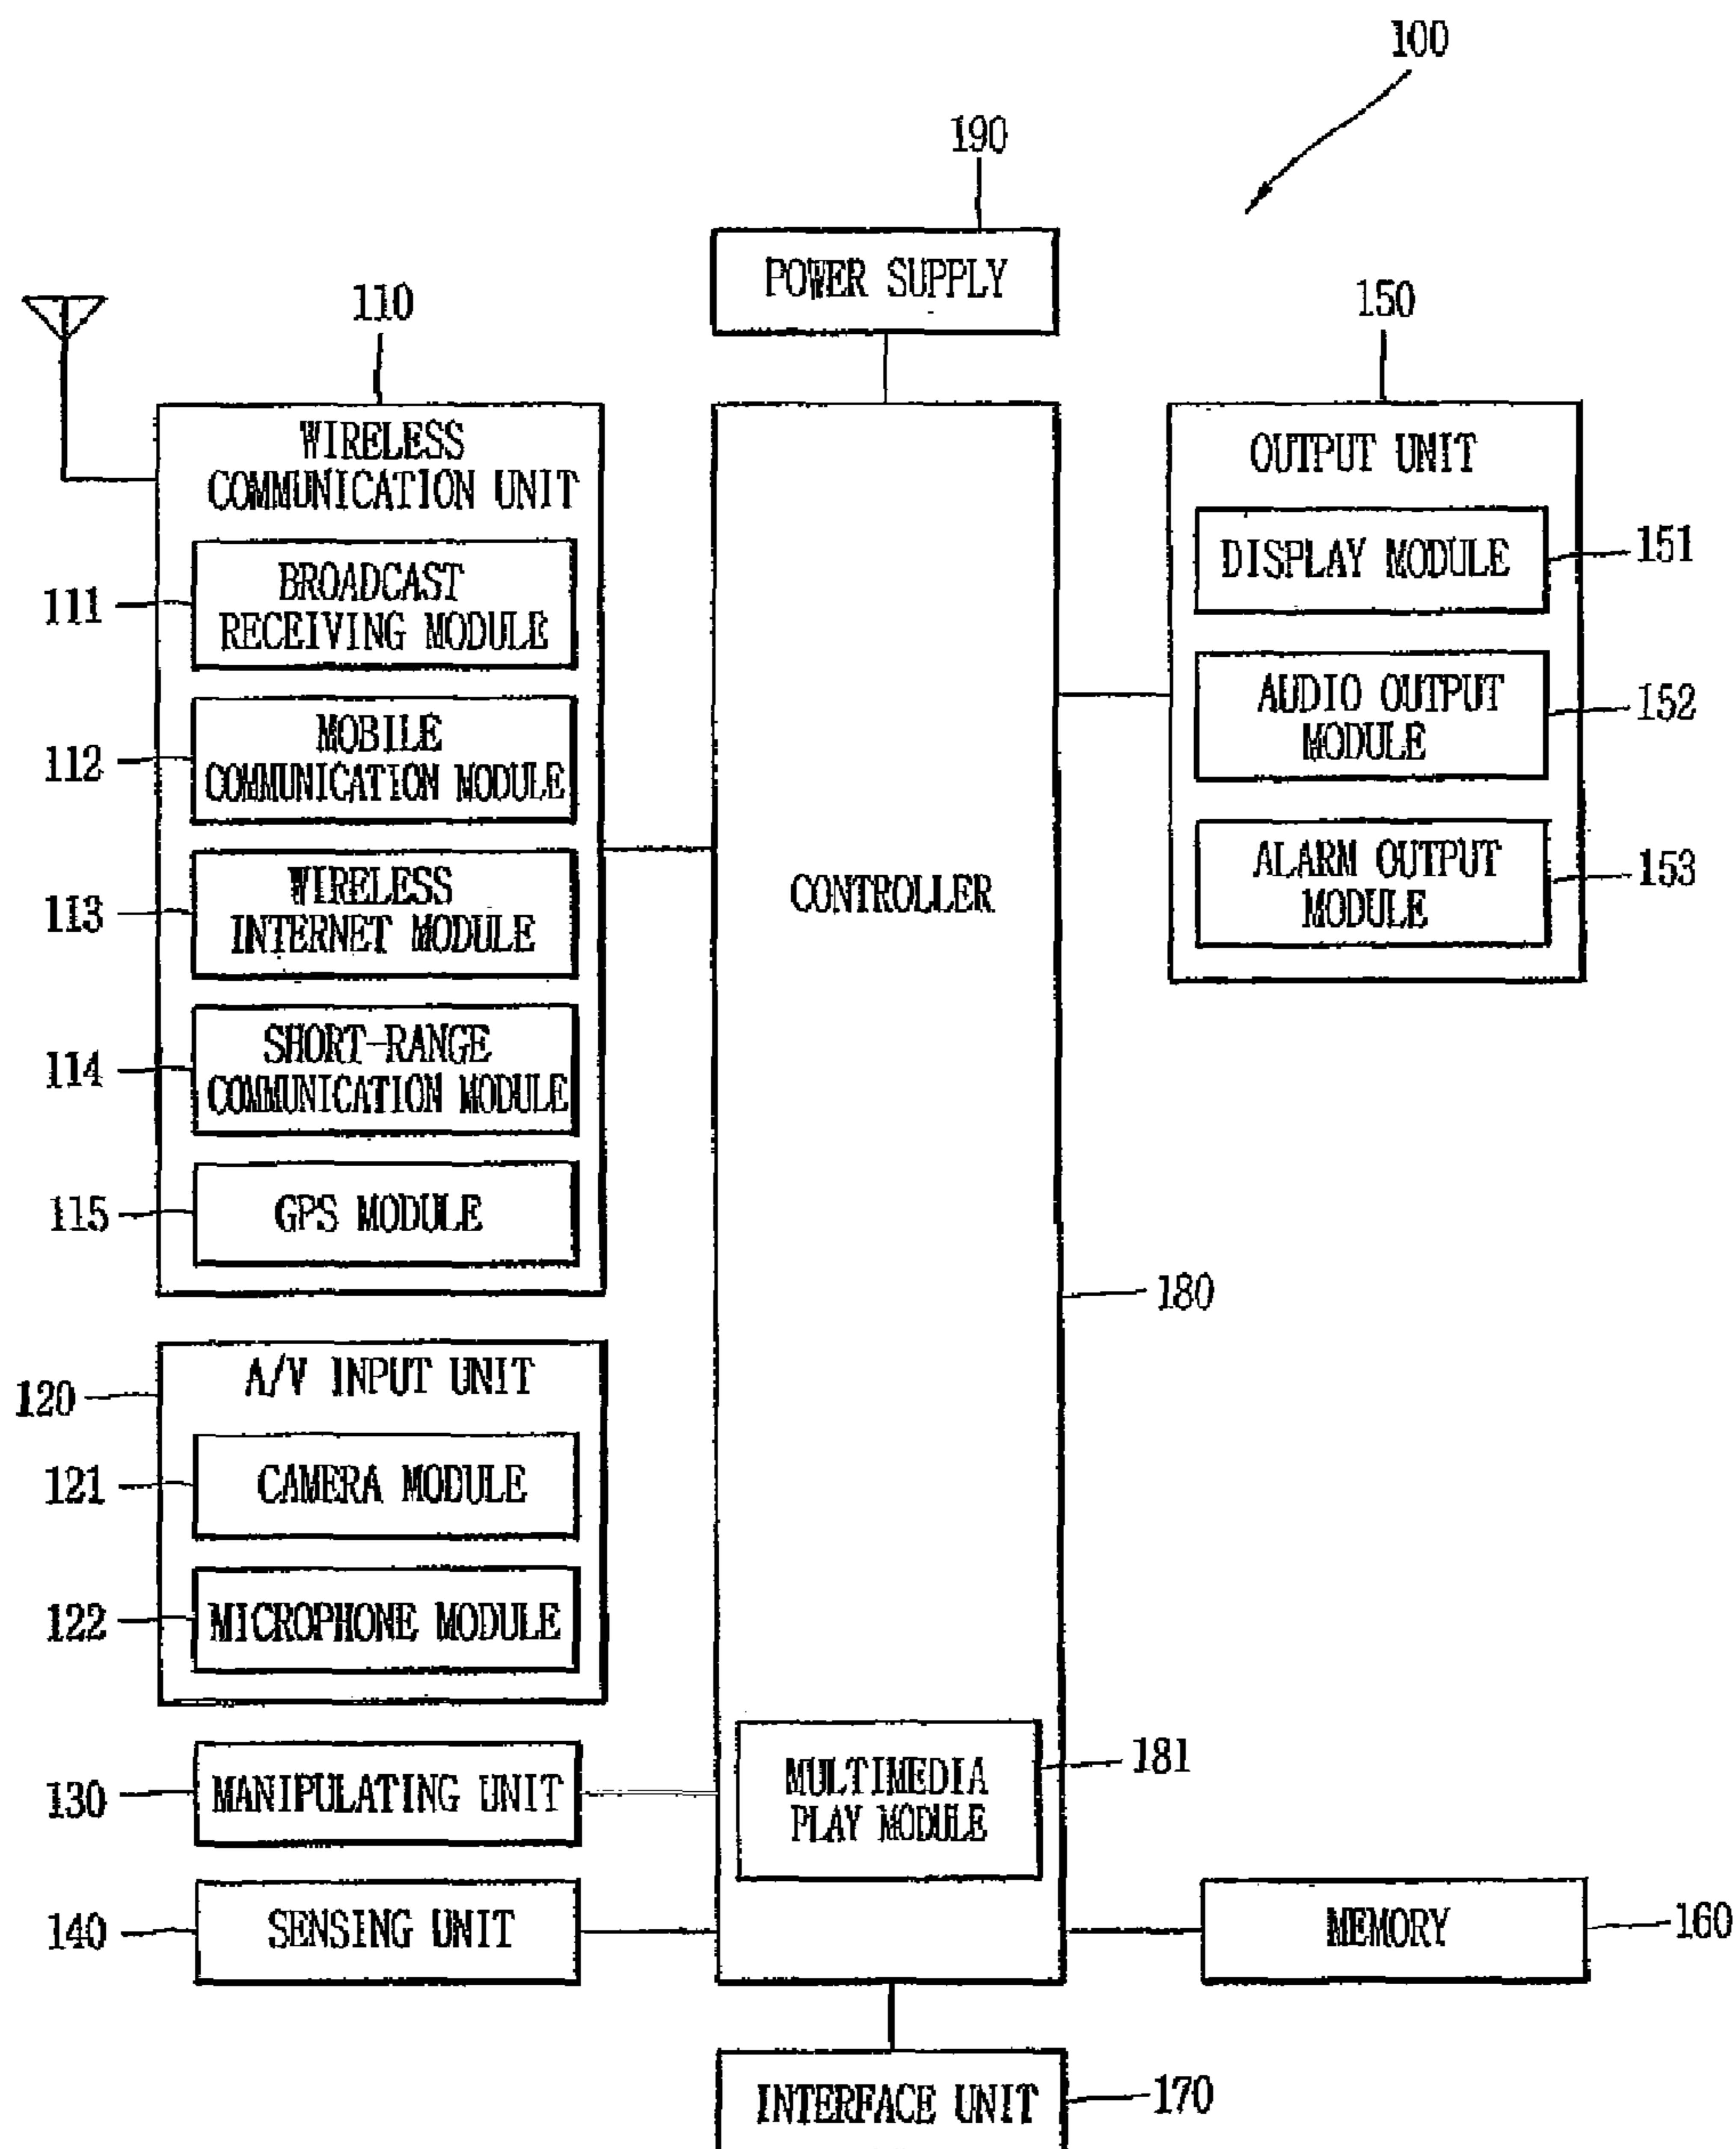 100
190
POWER SUPPLY
110
WIRELESS
COMMUNICATION UNIT
111
BROADCAST
RECEIVING MODULE
112
MOBILE
COMMUNICATION MODULE
113
WIRELESS
INTERNET MODULE
114
SHORT-RANGE
COMMUNICATION MODULE
115
GPS MODULE
120
A/V INPUT UNIT
121
CAMERA MODULE
122
MICROPHONE MODULE
130
MANIPULATING UNIT
140
SENSING UNIT
CONTROLLER
180
MULTIMEDIA
PLAY MODULE
181
150
OUTPUT UNIT
DISPLAY MODULE
151
AUDIO OUTPUT
MODULE
152
ALARM OUTPUT
MODULE
153
MEMORY
160
INTERFACE UNIT
170